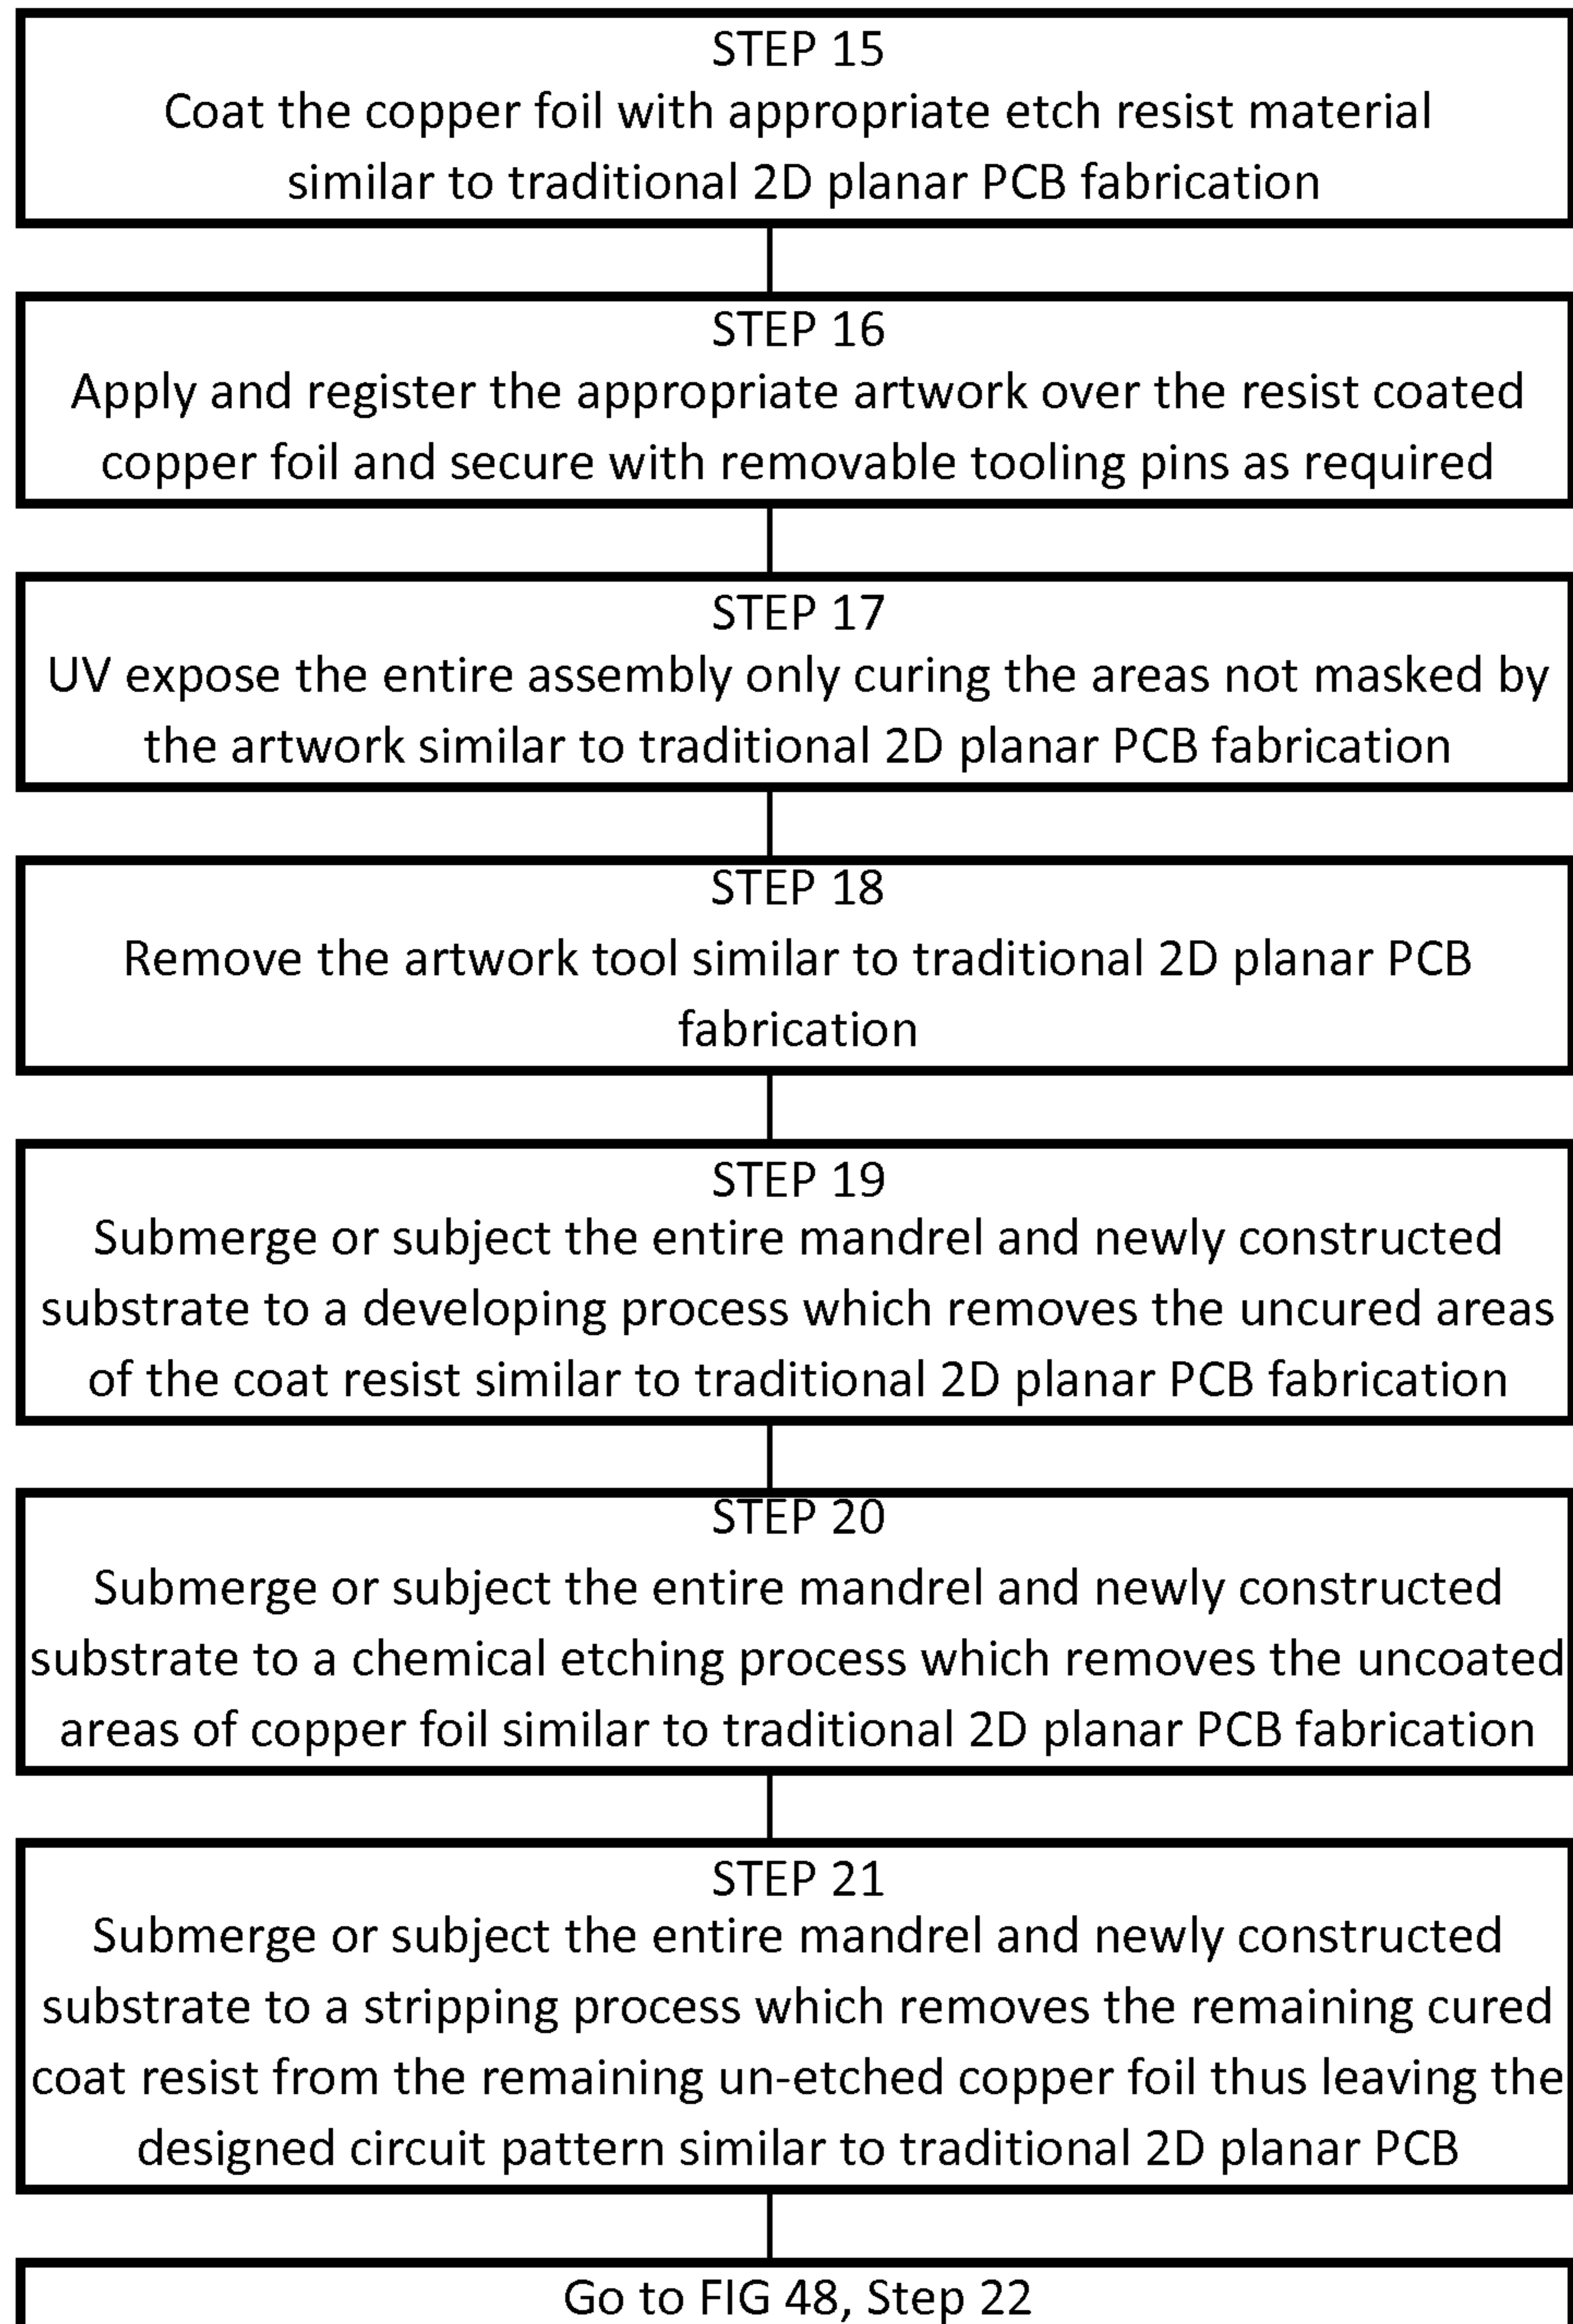 STEP 15
Coat the copper foil with appropriate etch resist material
similar to traditional 2D planar PCB fabrication
STEP 16
Apply and register the appropriate artwork over the resist coated
copper foil and secure with removable tooling pins as required
STEP 17
UV expose the entire assembly only curing the areas not masked by
the artwork similar to traditional 2D planar PCB fabrication
STEP 18
Remove the artwork tool similar to traditional 2D planar PCB
fabrication
STEP 19
Submerge or subject the entire mandrel and newly constructed
substrate to a developing process which removes the uncured areas
of the coat resist similar to traditional 2D planar PCB fabrication
STEP 20
Submerge or subject the entire mandrel and newly constructed
substrate to a chemical etching process which removes the uncoated
areas of copper foil similar to traditional 2D planar PCB fabrication
STEP 21
Submerge or subject the entire mandrel and newly constructed
substrate to a stripping process which removes the remaining cured
coat resist from the remaining un-etched copper foil thus leaving the
designed circuit pattern similar to traditional 2D planar PCB
Go to FIG 48, Step 22